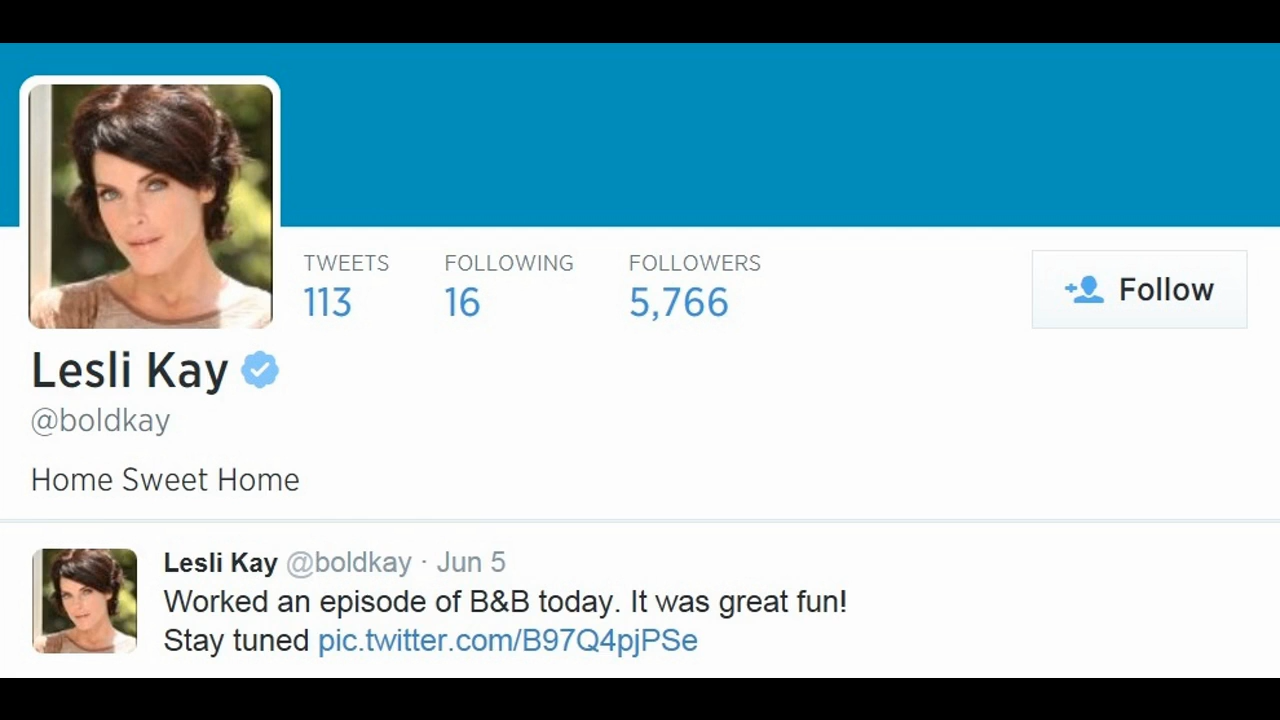 TWEETS FOLLOWING FOLLOWERS
113 16 5,766
Follow
Lesli Kay
@boldkay
Home Sweet Home
Lesli Kay @boldkay · Jun 5
Worked an episode of B&B today. It was great fun!
Stay tuned pic.twitter.com/B97Q4pjPSe